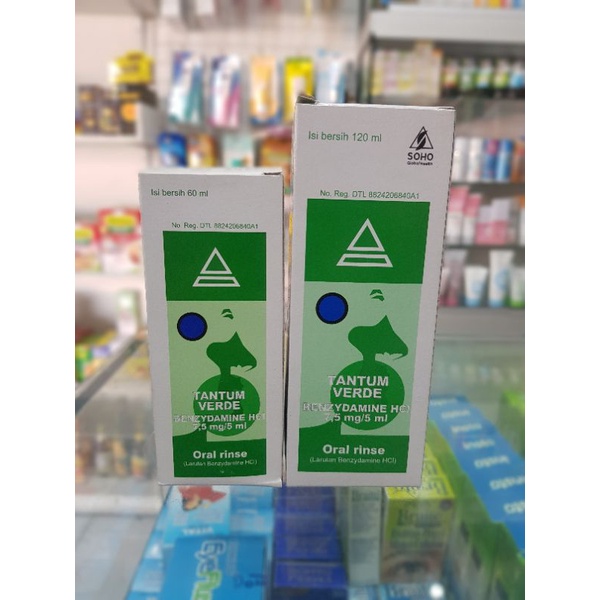 Isi bersih 60 ml
No. Reg. DTL 8824206840A1
TANTUM
VERDE
BENZYDAMINE HCl
7,5 mg/5 ml
Oral rinse
(Larutan Benzydamine HCl)
Isi bersih 120 ml
SOHO
No. Reg. DTL 8824206840A1
TANTUM
VERDE
BENZYDAMINE HCl
7,5 mg/5 ml
Oral rinse
(Larutan Benzydamine HCl)